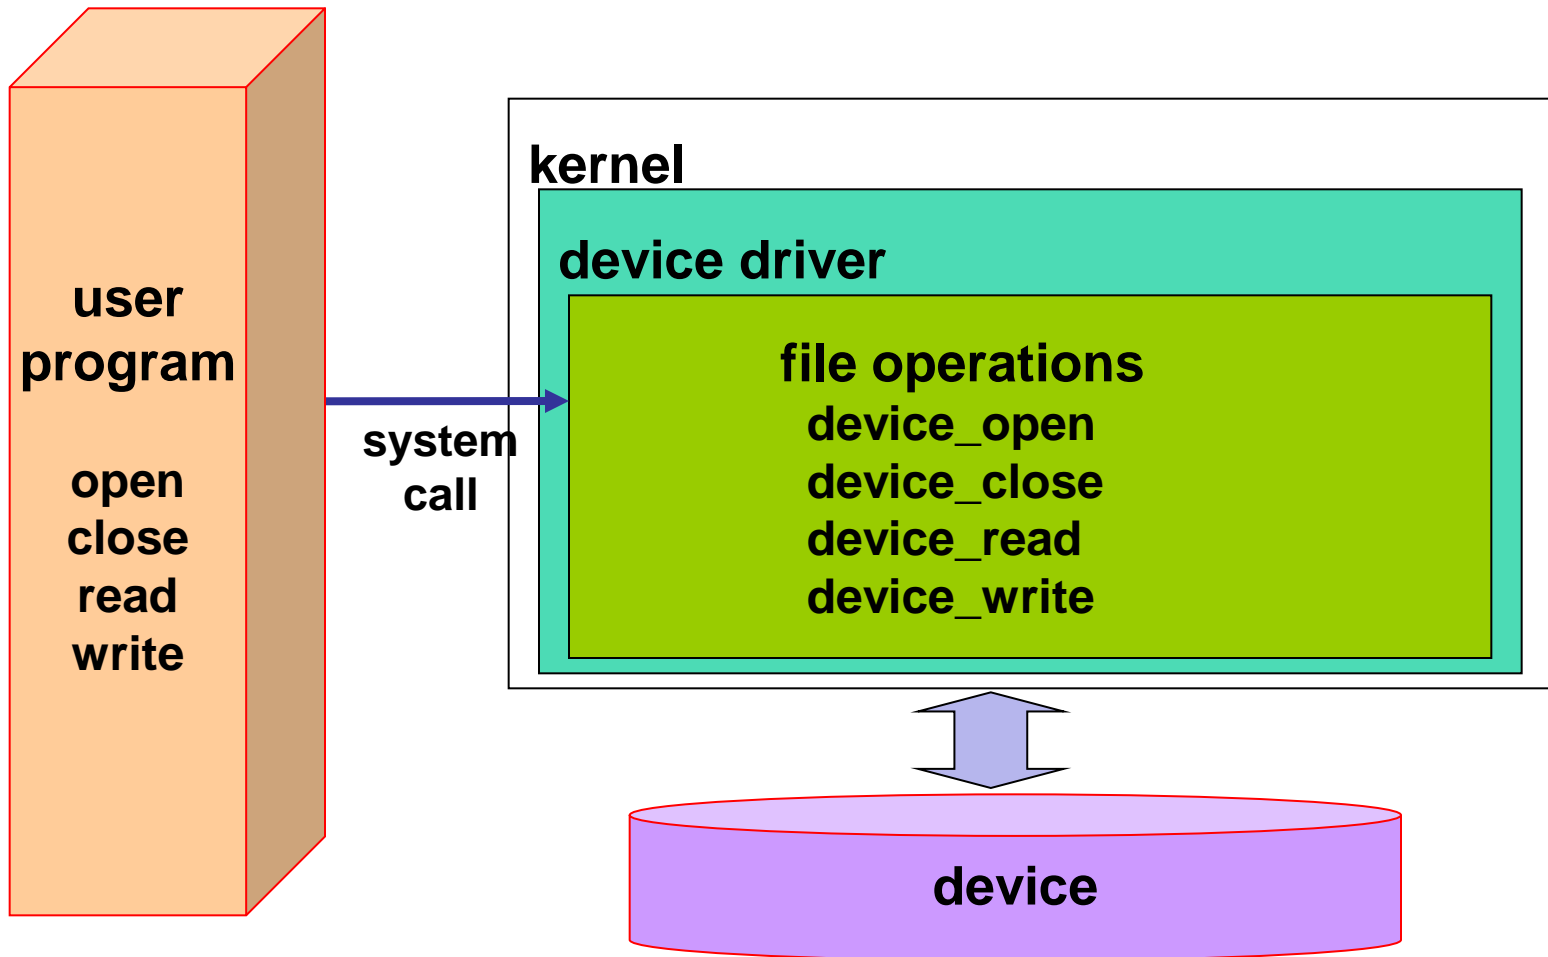 user
program
open
close
read
write
system
call
kernel
device driver
file operations
device_open
device_close
device_read
device_write
device